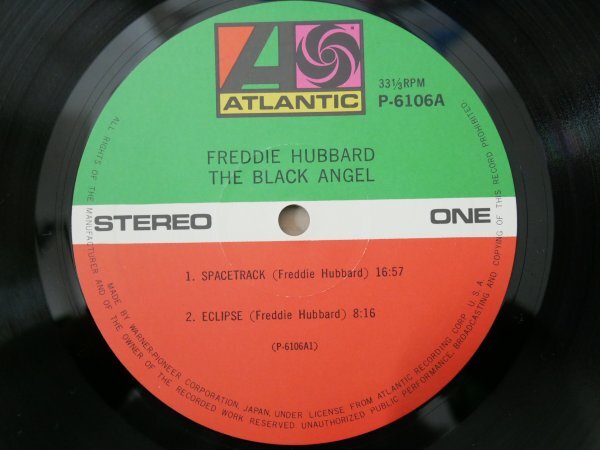 ATLANTIC
33⅓RPM
P-6106A
FREDDIE HUBBARD
THE BLACK ANGEL
STEREO
ONE
1. SPACETRACK (Freddie Hubbard) 16:57
2. ECLIPSE (Freddie Hubbard) 8:16
(P-6106A1)
ALL RIGHTS OF THE MANUFACTURER AND OF THE OWNER OF THE RECORDED WORK RESERVED. UNAUTHORIZED PUBLIC PERFORMANCE, BROADCASTING AND COPYING OF THIS RECORD PROHIBITED.
MADE BY WARNER-PIONEER CORPORATION, JAPAN, UNDER LICENSE FROM ATLANTIC RECORDING CORP. U.S.A.